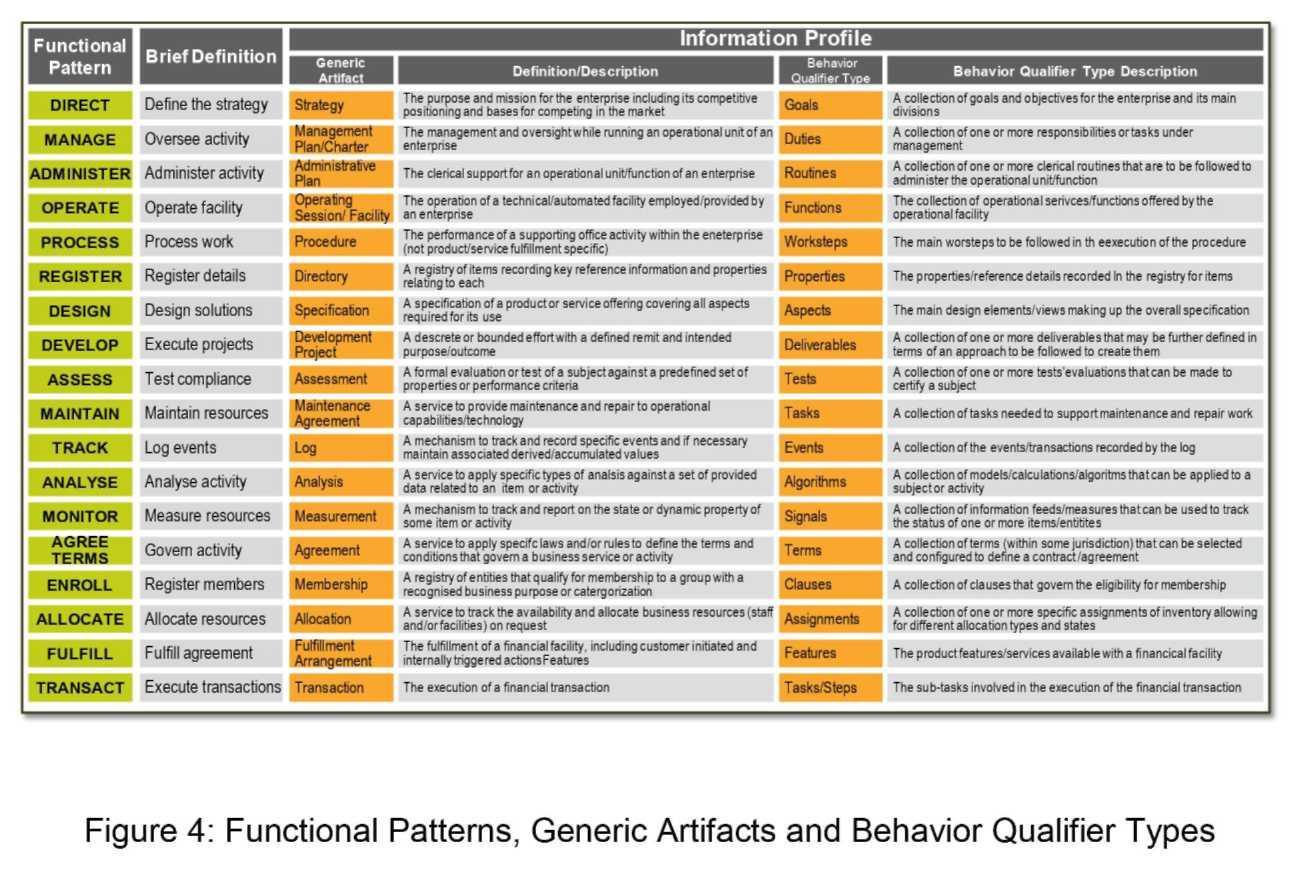 Functional Pattern Brief Definition Information Profile
Generic Artifact Definition/Description Behavior Qualifier Type Behavior Qualifier Type Description
DIRECT Define the strategy Strategy The purpose and mission for the enterprise including its competitive positioning and bases for competing in the market Goals A collection of goals and objectives for the enterprise and its main divisions
MANAGE Oversee activity Management Plan/Charter The management and oversight while running an operational unit of an enterprise Duties A collection of one or more responsibilities or tasks under management
ADMINISTER Administer activity Administrative Plan The clerical support for an operational unit/function of an enterprise Routines A collection of one or more clerical routines that are to be followed to administer the operational unit/function
OPERATE Operate facility Operating Session/ Facility The operation of a technical/automated facility employed/provided by an enterprise Functions The collection of operational serivces/functions offered by the operational facility
PROCESS Process work Procedure The performance of a supporting office activity within the eneterprise (not product/service fulfillment specific) Worksteps The main worsteps to be followed in th eexecution of the procedure
REGISTER Register details Directory A registry of items recording key reference information and properties relating to each Properties The properties/reference details recorded In the registry for items
DESIGN Design solutions Specification A specification of a product or service offering covering all aspects required for its use Aspects The main design elements/views making up the overall specification
DEVELOP Execute projects Development Project A descrete or bounded effort with a defined remit and intended purpose/outcome Deliverables A collection of one or more deliverables that may be further defined in terms of an approach to be followed to create them
ASSESS Test compliance Assessment A formal evaluation or test of a subject against a predefined set of properties or performance criteria Tests A collection of one or more tests'evaluations that can be made to certify a subject
MAINTAIN Maintain resources Maintenance Agreement A service to provide maintenance and repair to operational capabilities/technology Tasks A collection of tasks needed to support maintenance and repair work
TRACK Log events Log A mechanism to track and record specific events and if necessary maintain associated derived/accumulated values Events A collection of the events/transactions recorded by the log
ANALYSE Analyse activity Analysis A service to apply specific types of analsis against a set of provided data related to an item or activity Algorithms A collection of models/calculations/algoritms that can be applied to a subject or activity
MONITOR Measure resources Measurement A mechanism to track and report on the state or dynamic property of some item or activity Signals A collection of information feeds/measures that can be used to track the status of one or more items/entitites
AGREE TERMS Govern activity Agreement A service to apply specifc laws and/or rules to define the terms and conditions that govern a business service or activity Terms A collection of terms (within some jurisdiction) that can be selected and configured to define a contract/agreement
ENROLL Register members Membership A registry of entities that qualify for membership to a group with a recognised business purpose or catergorization Clauses A collection of clauses that govern the eligibility for membership
ALLOCATE Allocate resources Allocation A service to track the availability and allocate business resources (staff and/or facilities) on request Assignments A collection of one or more specific assignments of inventory allowing for different allocation types and states
FULFILL Fulfill agreement Fulfillment Arrangement The fulfillment of a financial facility, including customer initiated and internally triggered actionsFeatures Features The product features/services available with a financical facility
TRANSACT Execute transactions Transaction The execution of a financial transaction Tasks/Steps The sub-tasks involved in the execution of the financial transaction
Figure 4: Functional Patterns, Generic Artifacts and Behavior Qualifier Types